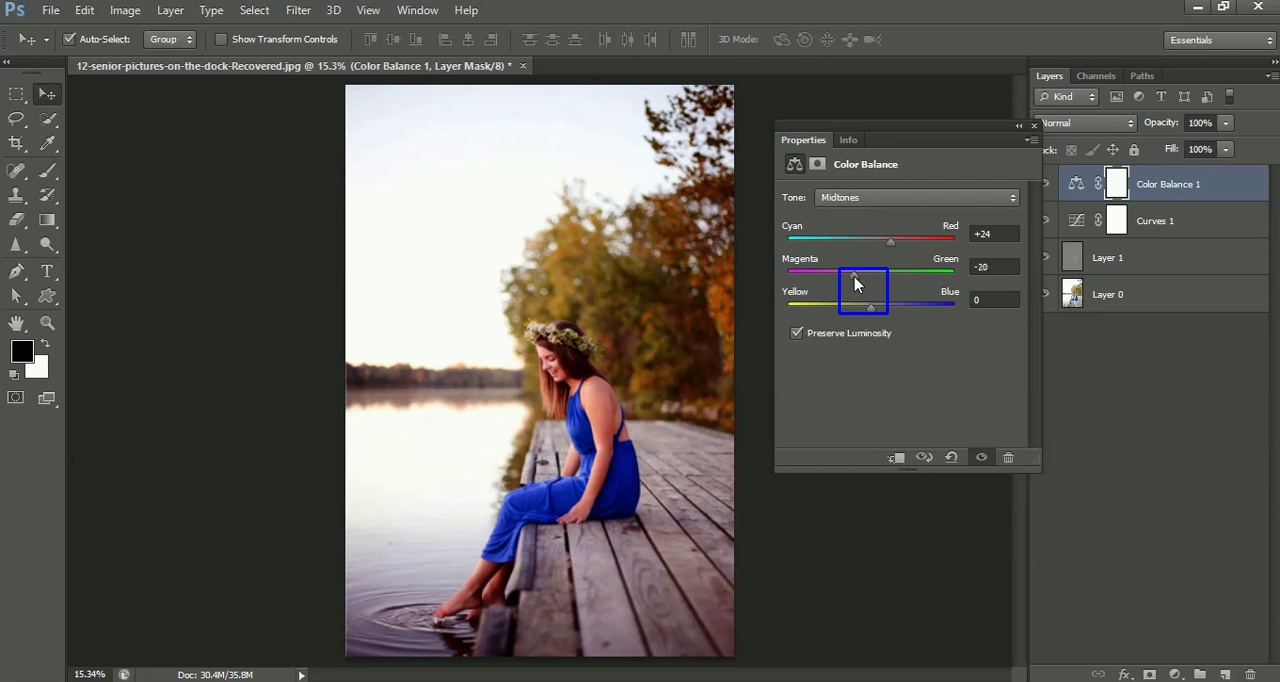 Ps File Edit Image Layer Type Select Filter 3D View Window Help
Auto-Select: Group Show Transform Controls 3D Mode: Essentials
12-senior-pictures-on-the-dock-Recovered.jpg @ 15.3% (Color Balance 1, Layer Mask/8) * ×
Layers Channels Paths
Kind
Normal Opacity: 100%
Fill: 100%
Properties Info
Color Balance
Tone: Midtones
Cyan Red +24
Magenta Green -20
Yellow Blue 0
Preserve Luminosity
Color Balance 1
Curves 1
Layer 1
Layer 0
15.34% Doc: 30.4M/35.8M